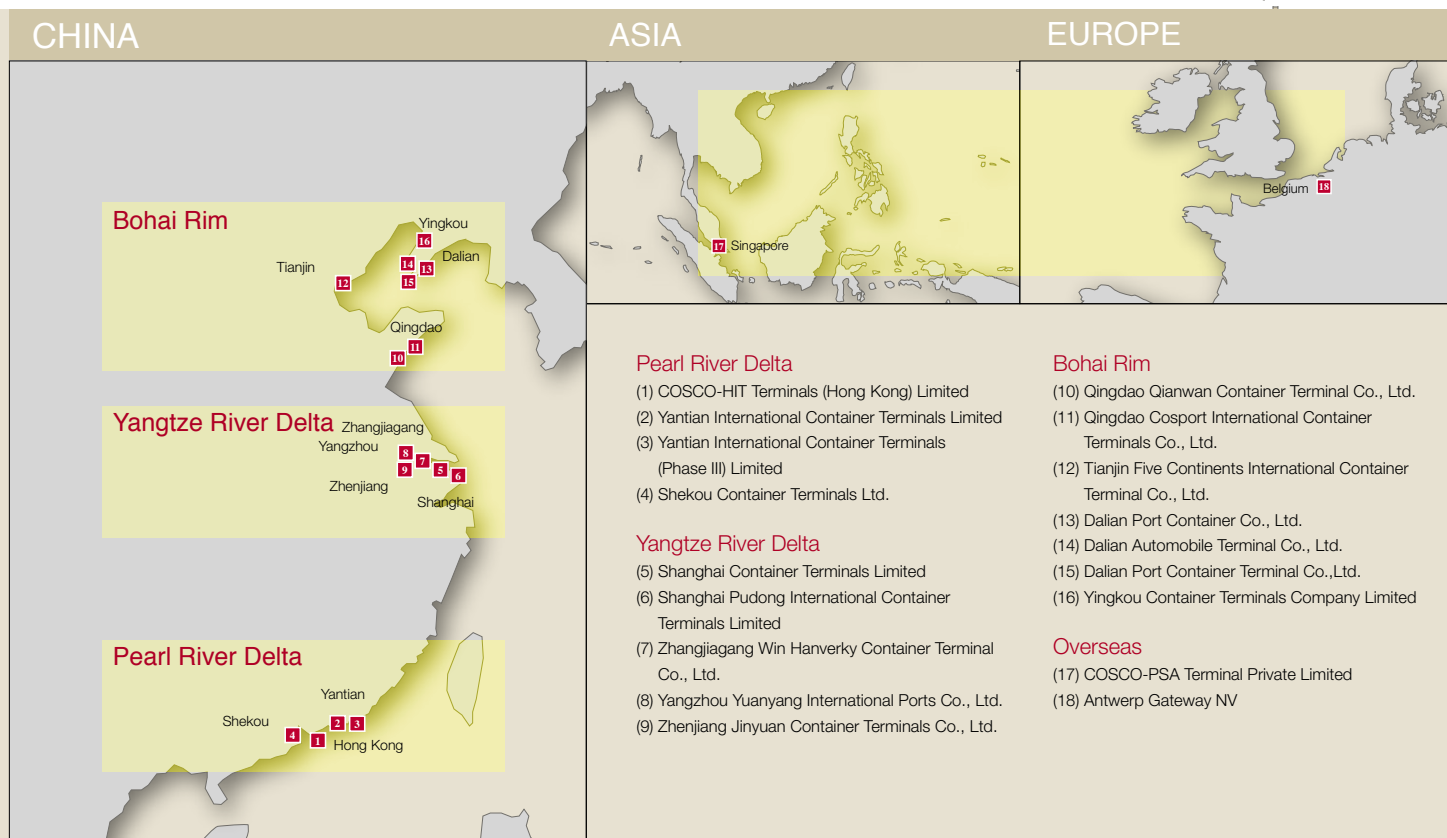 CHINA
ASIA
EUROPE
Bohai Rim
Yingkou
16
Tianjin
14
13
Dalian
12
15
Qingdao
11
10
Yangtze River Delta
Zhangjiagang
Yangzhou
8
7
9
5
6
Zhenjiang
Shanghai
Pearl River Delta
Yantian
Shekou
2
3
4
1
Hong Kong
17
Singapore
Belgium
18
Pearl River Delta
(1) COSCO-HIT Terminals (Hong Kong) Limited
(2) Yantian International Container Terminals Limited
(3) Yantian International Container Terminals
(Phase III) Limited
(4) Shekou Container Terminals Ltd.
Yangtze River Delta
(5) Shanghai Container Terminals Limited
(6) Shanghai Pudong International Container
Terminals Limited
(7) Zhangjiagang Win Hanverky Container Terminal
Co., Ltd.
(8) Yangzhou Yuanyang International Ports Co., Ltd.
(9) Zhenjiang Jinyuan Container Terminals Co., Ltd.
Bohai Rim
(10) Qingdao Qianwan Container Terminal Co., Ltd.
(11) Qingdao Cosport International Container
Terminals Co., Ltd.
(12) Tianjin Five Continents International Container
Terminal Co., Ltd.
(13) Dalian Port Container Co., Ltd.
(14) Dalian Automobile Terminal Co., Ltd.
(15) Dalian Port Container Terminal Co.,Ltd.
(16) Yingkou Container Terminals Company Limited
Overseas
(17) COSCO-PSA Terminal Private Limited
(18) Antwerp Gateway NV